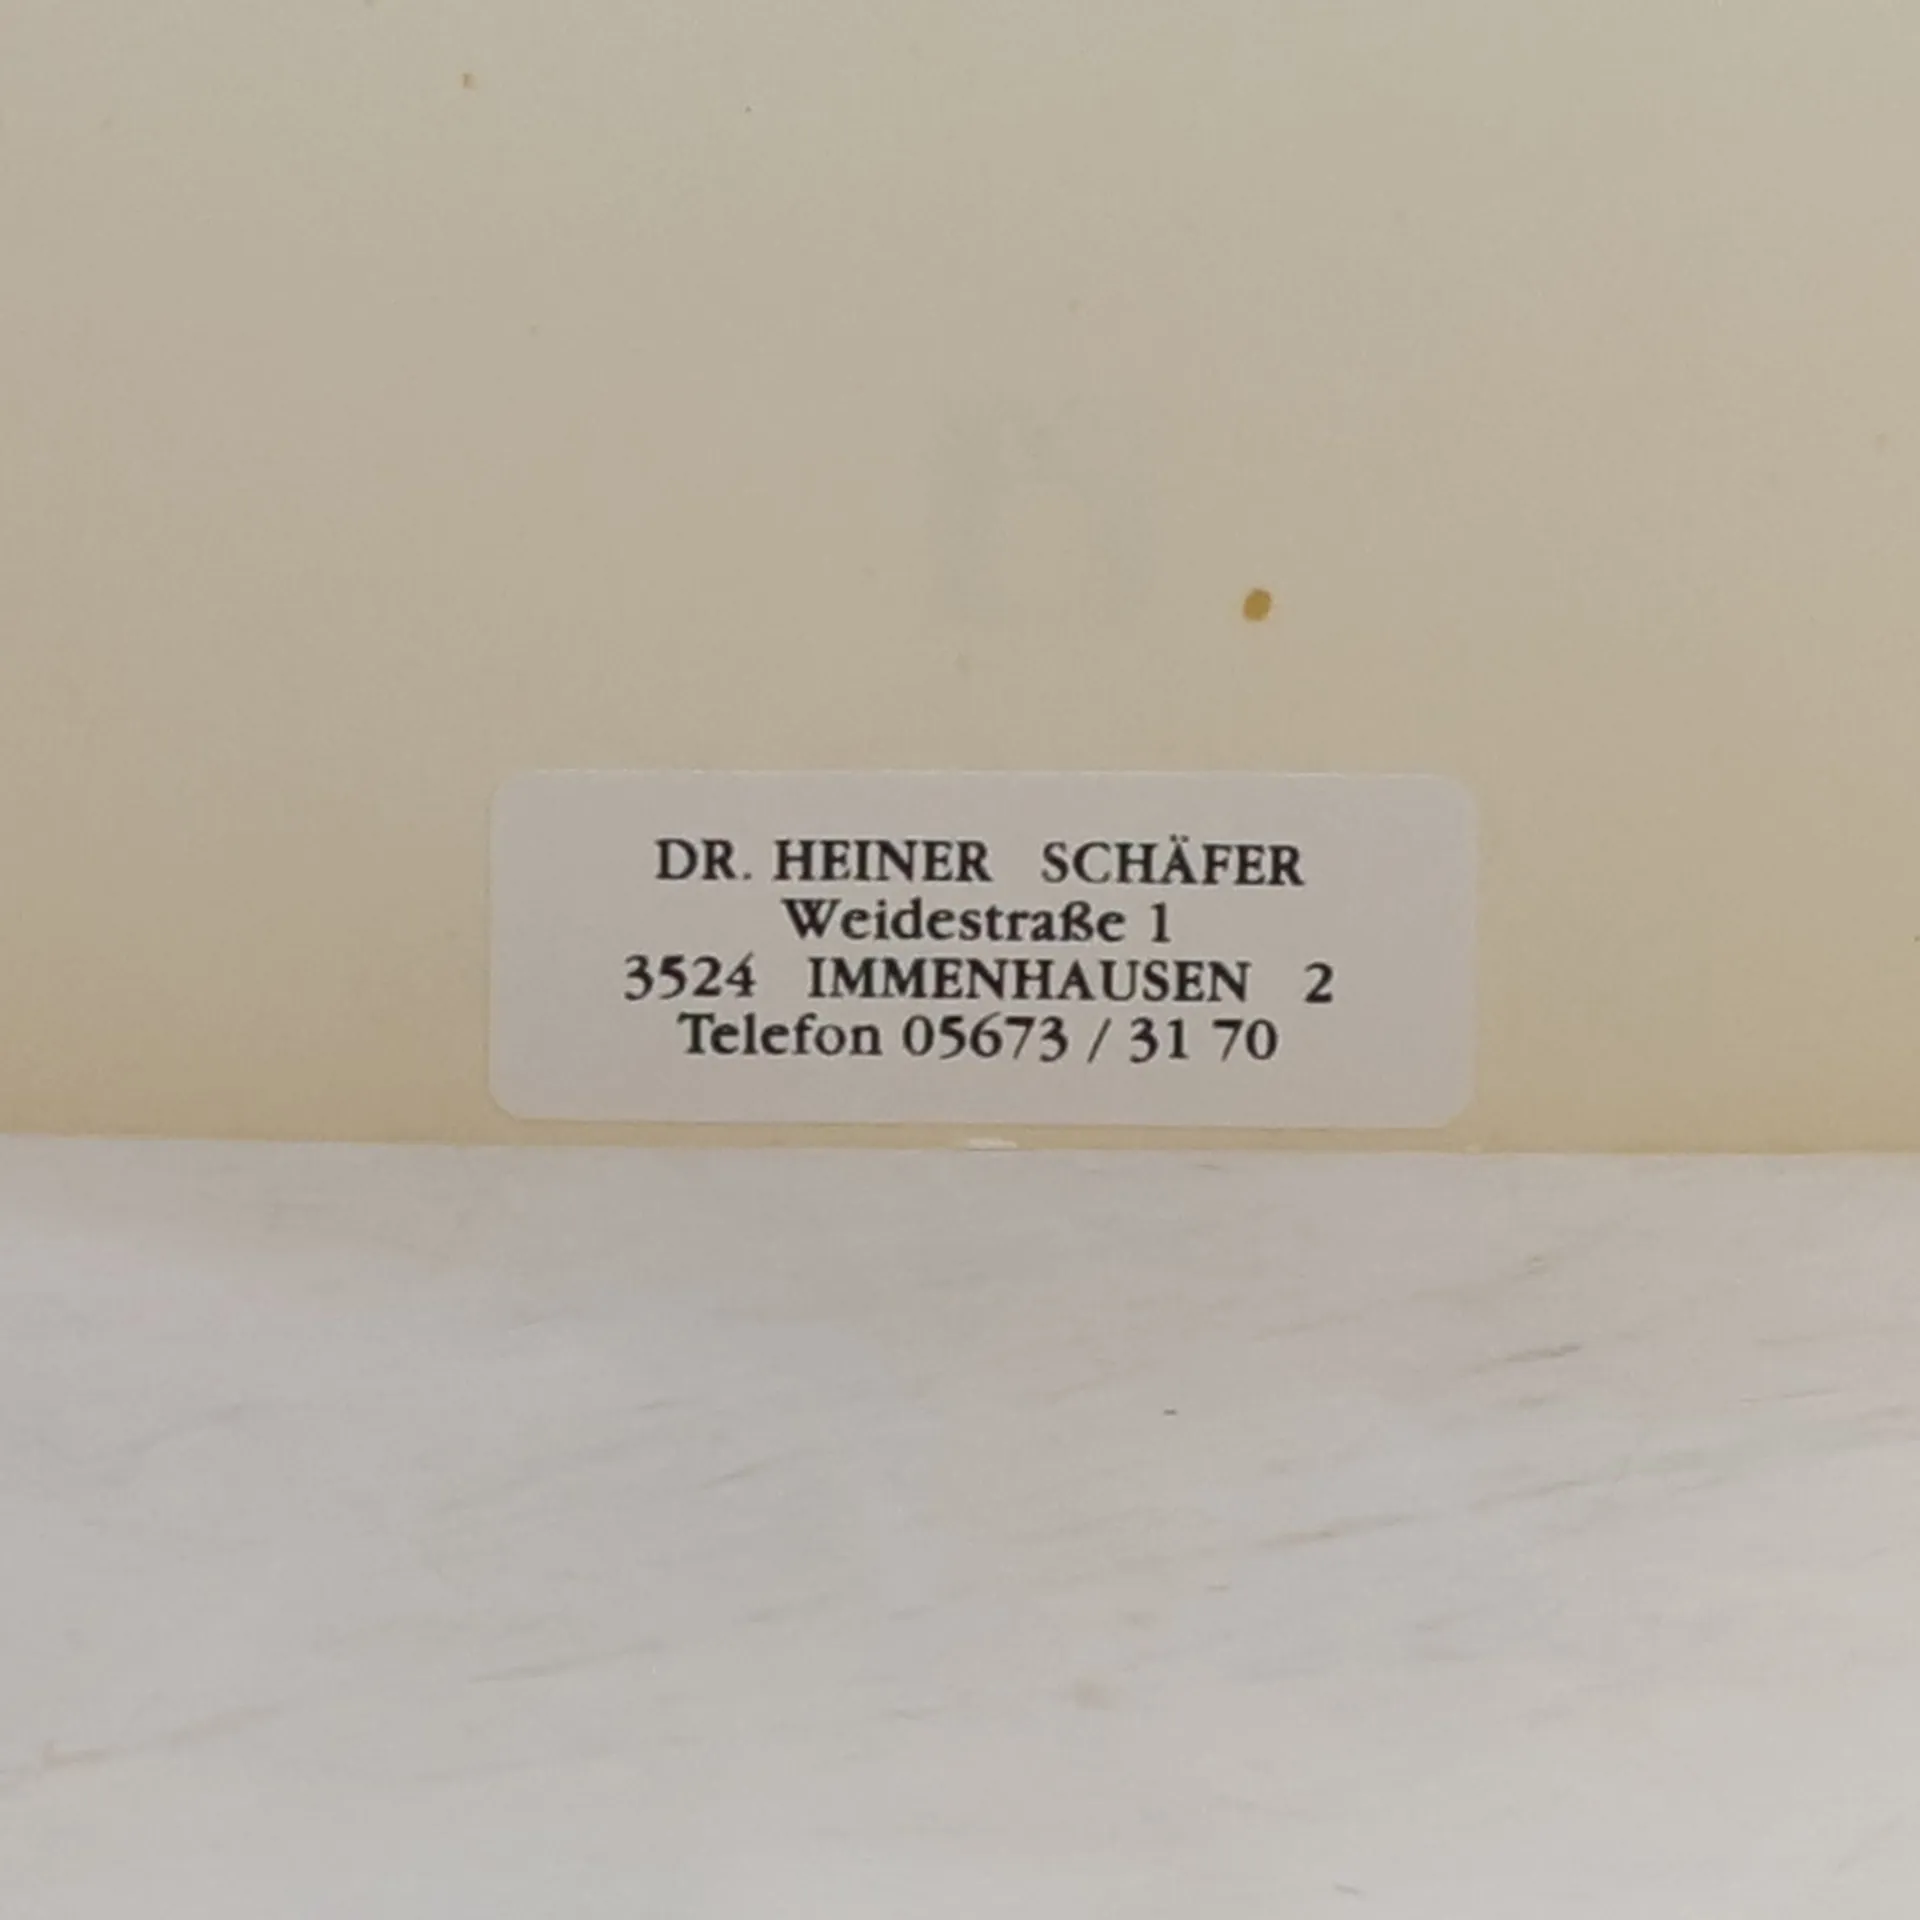 DR. HEINER SCHÄFER
Weidestraße 1
3524 IMMENHAUSEN 2
Telefon 05673 / 31 70